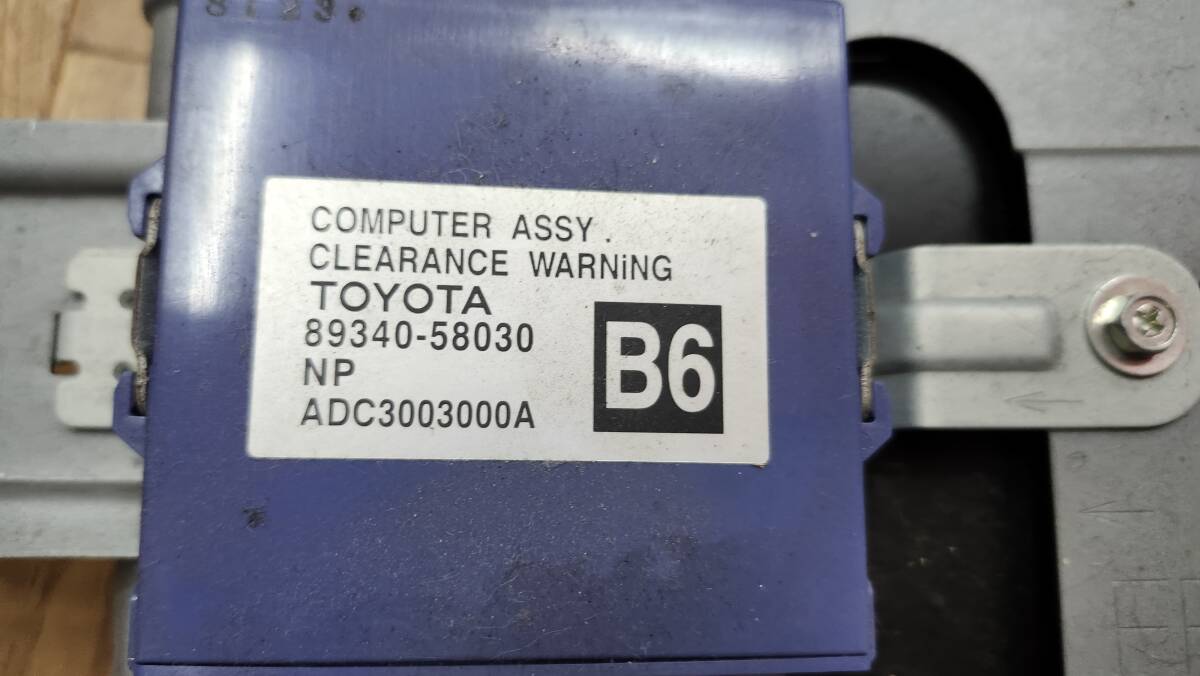 COMPUTER ASSY.
CLEARANCE WARNiNG
TOYOTA
89340-58030
NP
ADC3003000A
B6